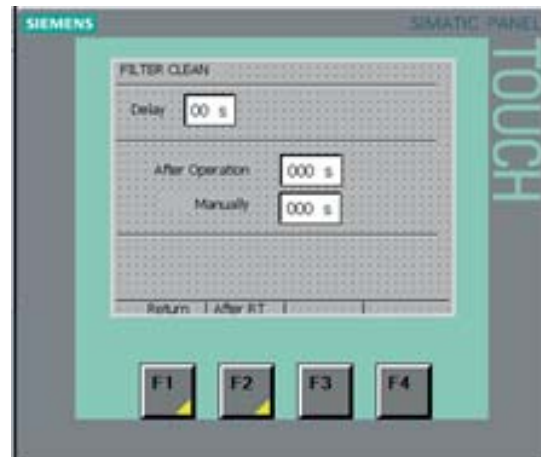 SIEMENS SIMATIC PANEL
TOUCH
FILTER CLEAN
Delay 00 s
After Operation 000 s
Manually 000 s
Return After RT
F1 F2 F3 F4